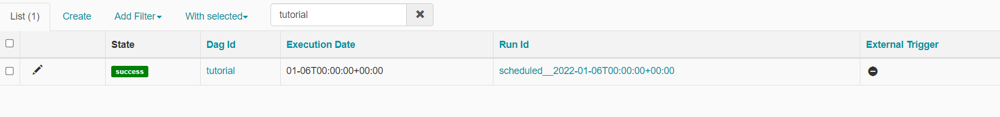 List (1) Create Add Filter With selected tutorial
State Dag Id Execution Date Run Id External Trigger
success tutorial 01-06T00:00:00+00:00 scheduled__2022-01-06T00:00:00+00:00